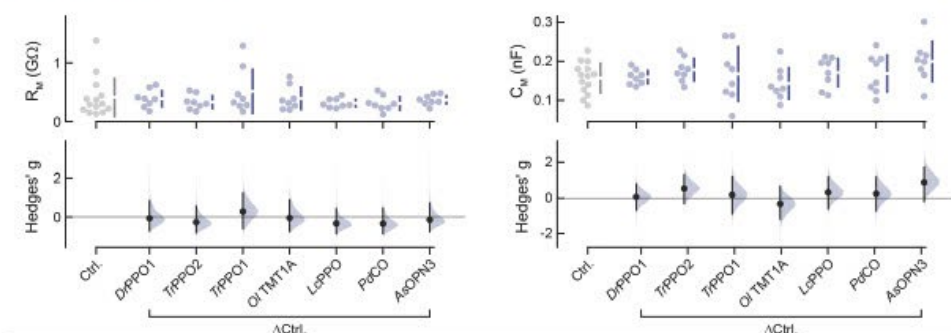 R_M (GΩ)
1
0
Hedges' g
2
0
Ctrl.
DrPPO1
TrPPO2
TrPPO1
Ol TMT1A
LcPPO
PdCO
AsOPN3
ΔCtrl.
C_M (nF)
0.3
0.2
0.1
Hedges' g
2
0
-2
Ctrl.
DrPPO1
TrPPO2
TrPPO1
Ol TMT1A
LcPPO
PdCO
AsOPN3
ΔCtrl.